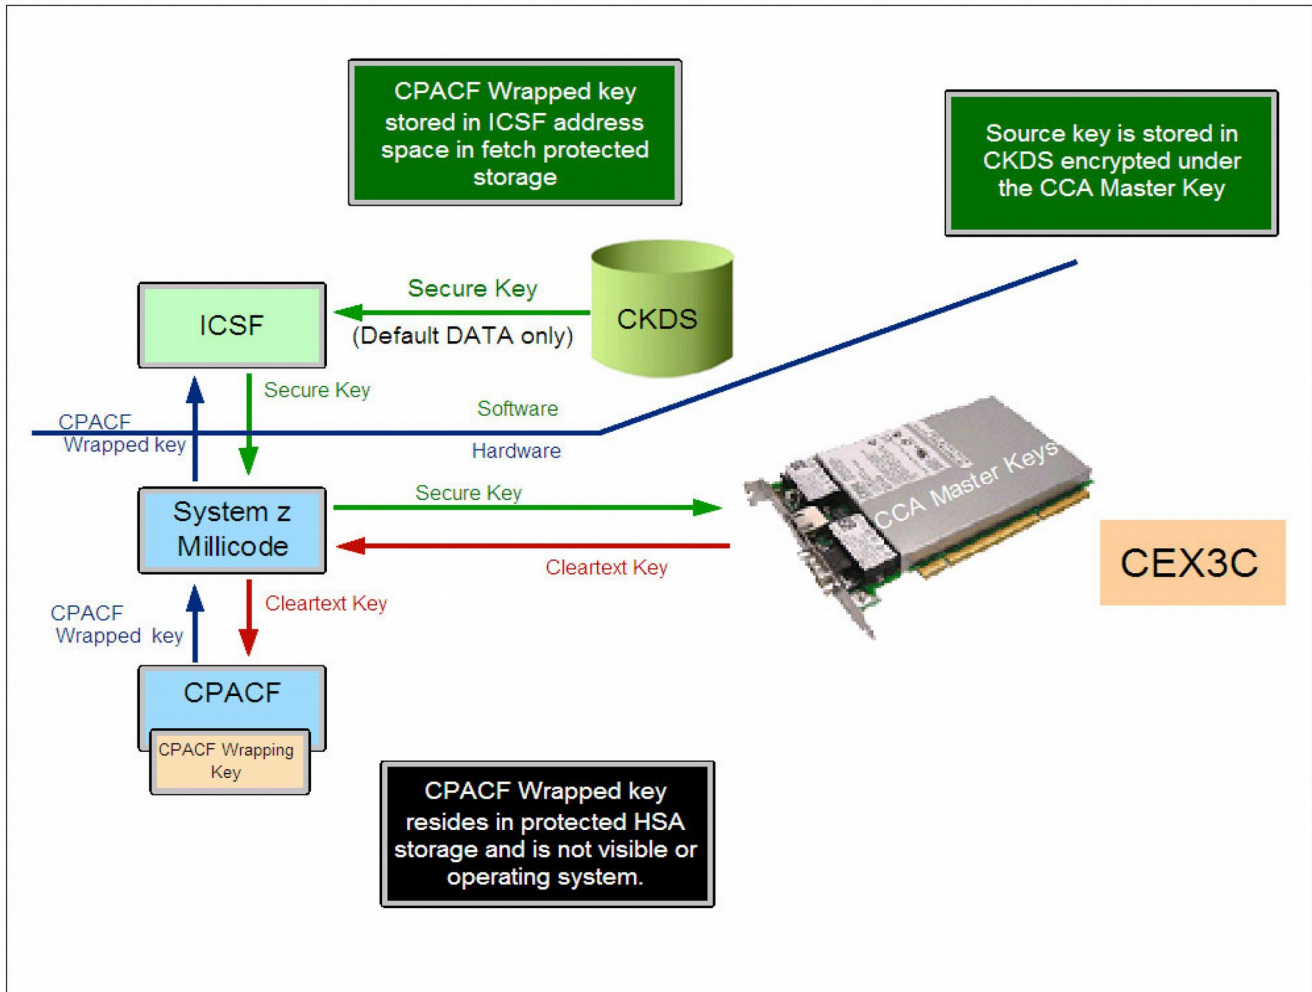 CPACF Wrapped key
stored in ICSF address
space in fetch protected
storage
Source key is stored in
CKDS encrypted under
the CCA Master Key
Secure Key
(Default DATA only)
CKDS
ICSF
Secure Key
CPACF
Wrapped key
Software
Hardware
System z
Millicode
Secure Key
Cleartext Key
CCA Master Keys
CEX3C
CPACF
Wrapped key
Cleartext Key
CPACF
CPACF Wrapping
Key
CPACF Wrapped key
resides in protected HSA
storage and is not visible or
operating system.